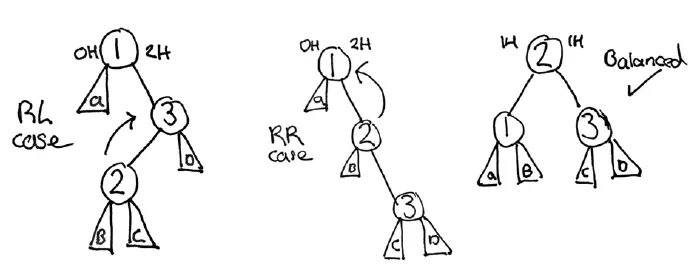 0H 1 2H
a
3
D
RL
case
2
B C
0H 2H
1
a
2
B
RR
case
3
C D
1H 2 1H
Balanced
1 3
a B C D